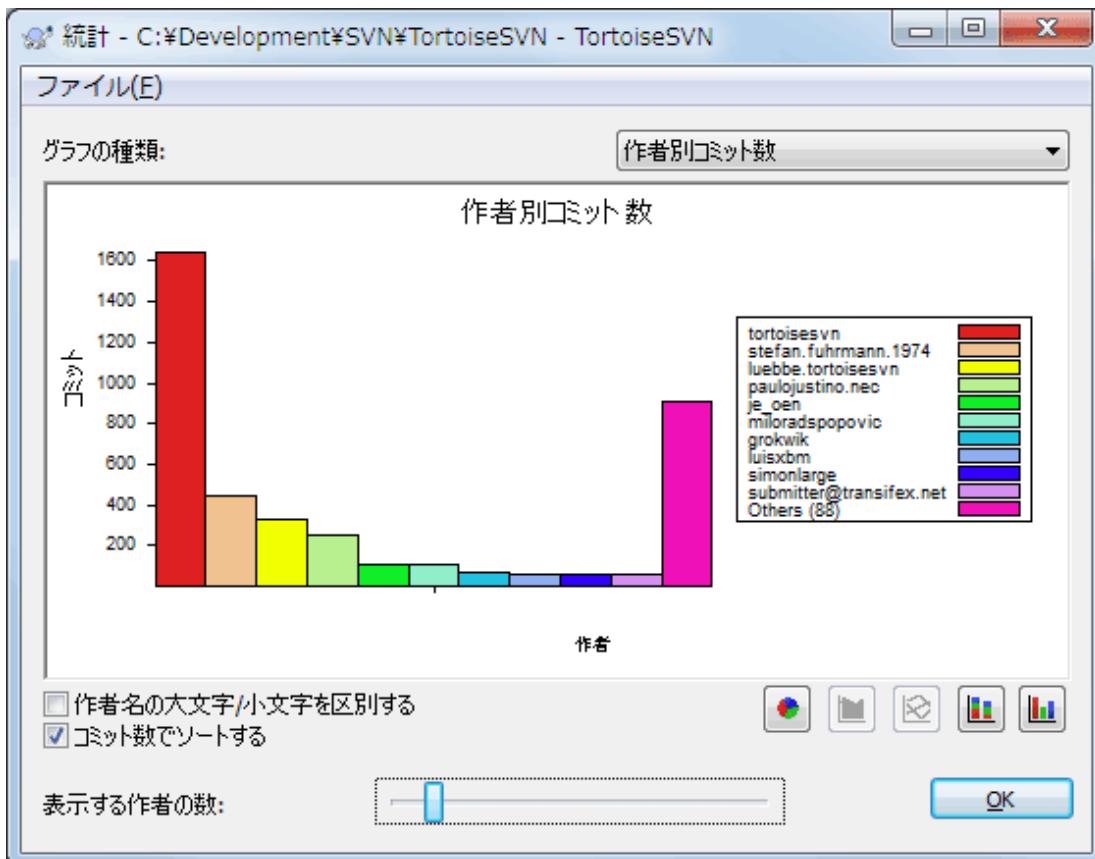 統計 - C:¥Development¥SVN¥TortoiseSVN - TortoiseSVN
ファイル(F)
グラフの種類:
作者別コミット数
作者別コミット数
コミット
1600
1400
1200
1000
800
600
400
200
作者
tortoisesvn
stefan.fuhrmann.1974
luebbe.tortoisesvn
paulojustino.nec
je_oen
miloradspopovic
grokwik
luisxbm
simonlarge
submitter@transifex.net
Others (88)
作者名の大文字/小文字を区別する
コミット数でソートする
表示する作者の数:
OK